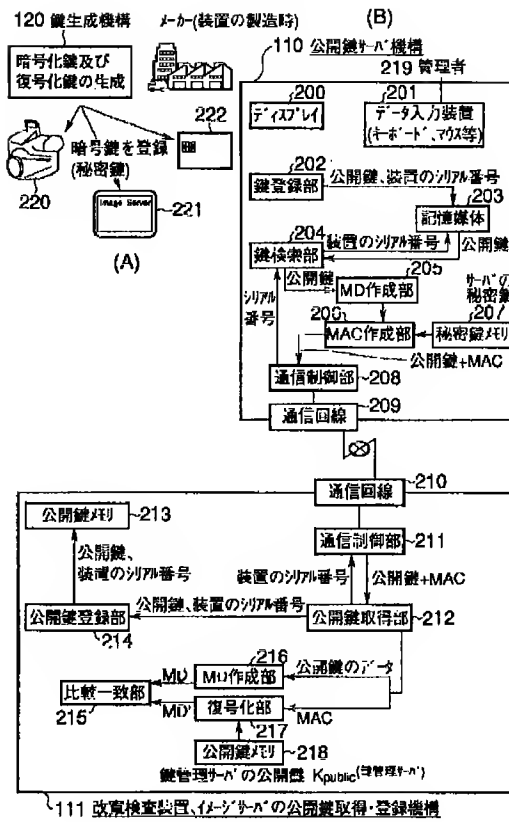 120 鍵生成機構
メーカー(装置の製造時)
暗号化鍵及び
復号化鍵の生成
222
暗号鍵を登録
(秘密鍵)
220
Image Server
221
(A)
(B)
110 公開鍵サーバ機構
219 管理者
200
ディスプレイ
201
データ入力装置
(キーボード、マウス等)
202
鍵登録部
公開鍵、装置のシリアル番号
203
記憶媒体
204
鍵検索部
装置のシリアル番号
公開鍵
公開鍵
205
MD作成部
シリアル
番号
サーバの
秘密鍵
206
MAC作成部
207
秘密鍵メモリ
公開鍵+MAC
通信制御部
208
通信回線
209
通信回線
210
公開鍵メモリ
213
通信制御部
211
公開鍵、
装置のシリアル番号
装置のシリアル番号
公開鍵+MAC
公開鍵登録部
214
公開鍵、装置のシリアル番号
公開鍵取得部
212
216
MD作成部
公開鍵のデータ
MD
比較一致部
215
MD'
復号化部
217
MAC
公開鍵メモリ
218
鍵管理サーバの公開鍵 Kpublic(鍵管理サーバ)
111 改竄検査装置、イメージサーバの公開鍵取得・登録機構